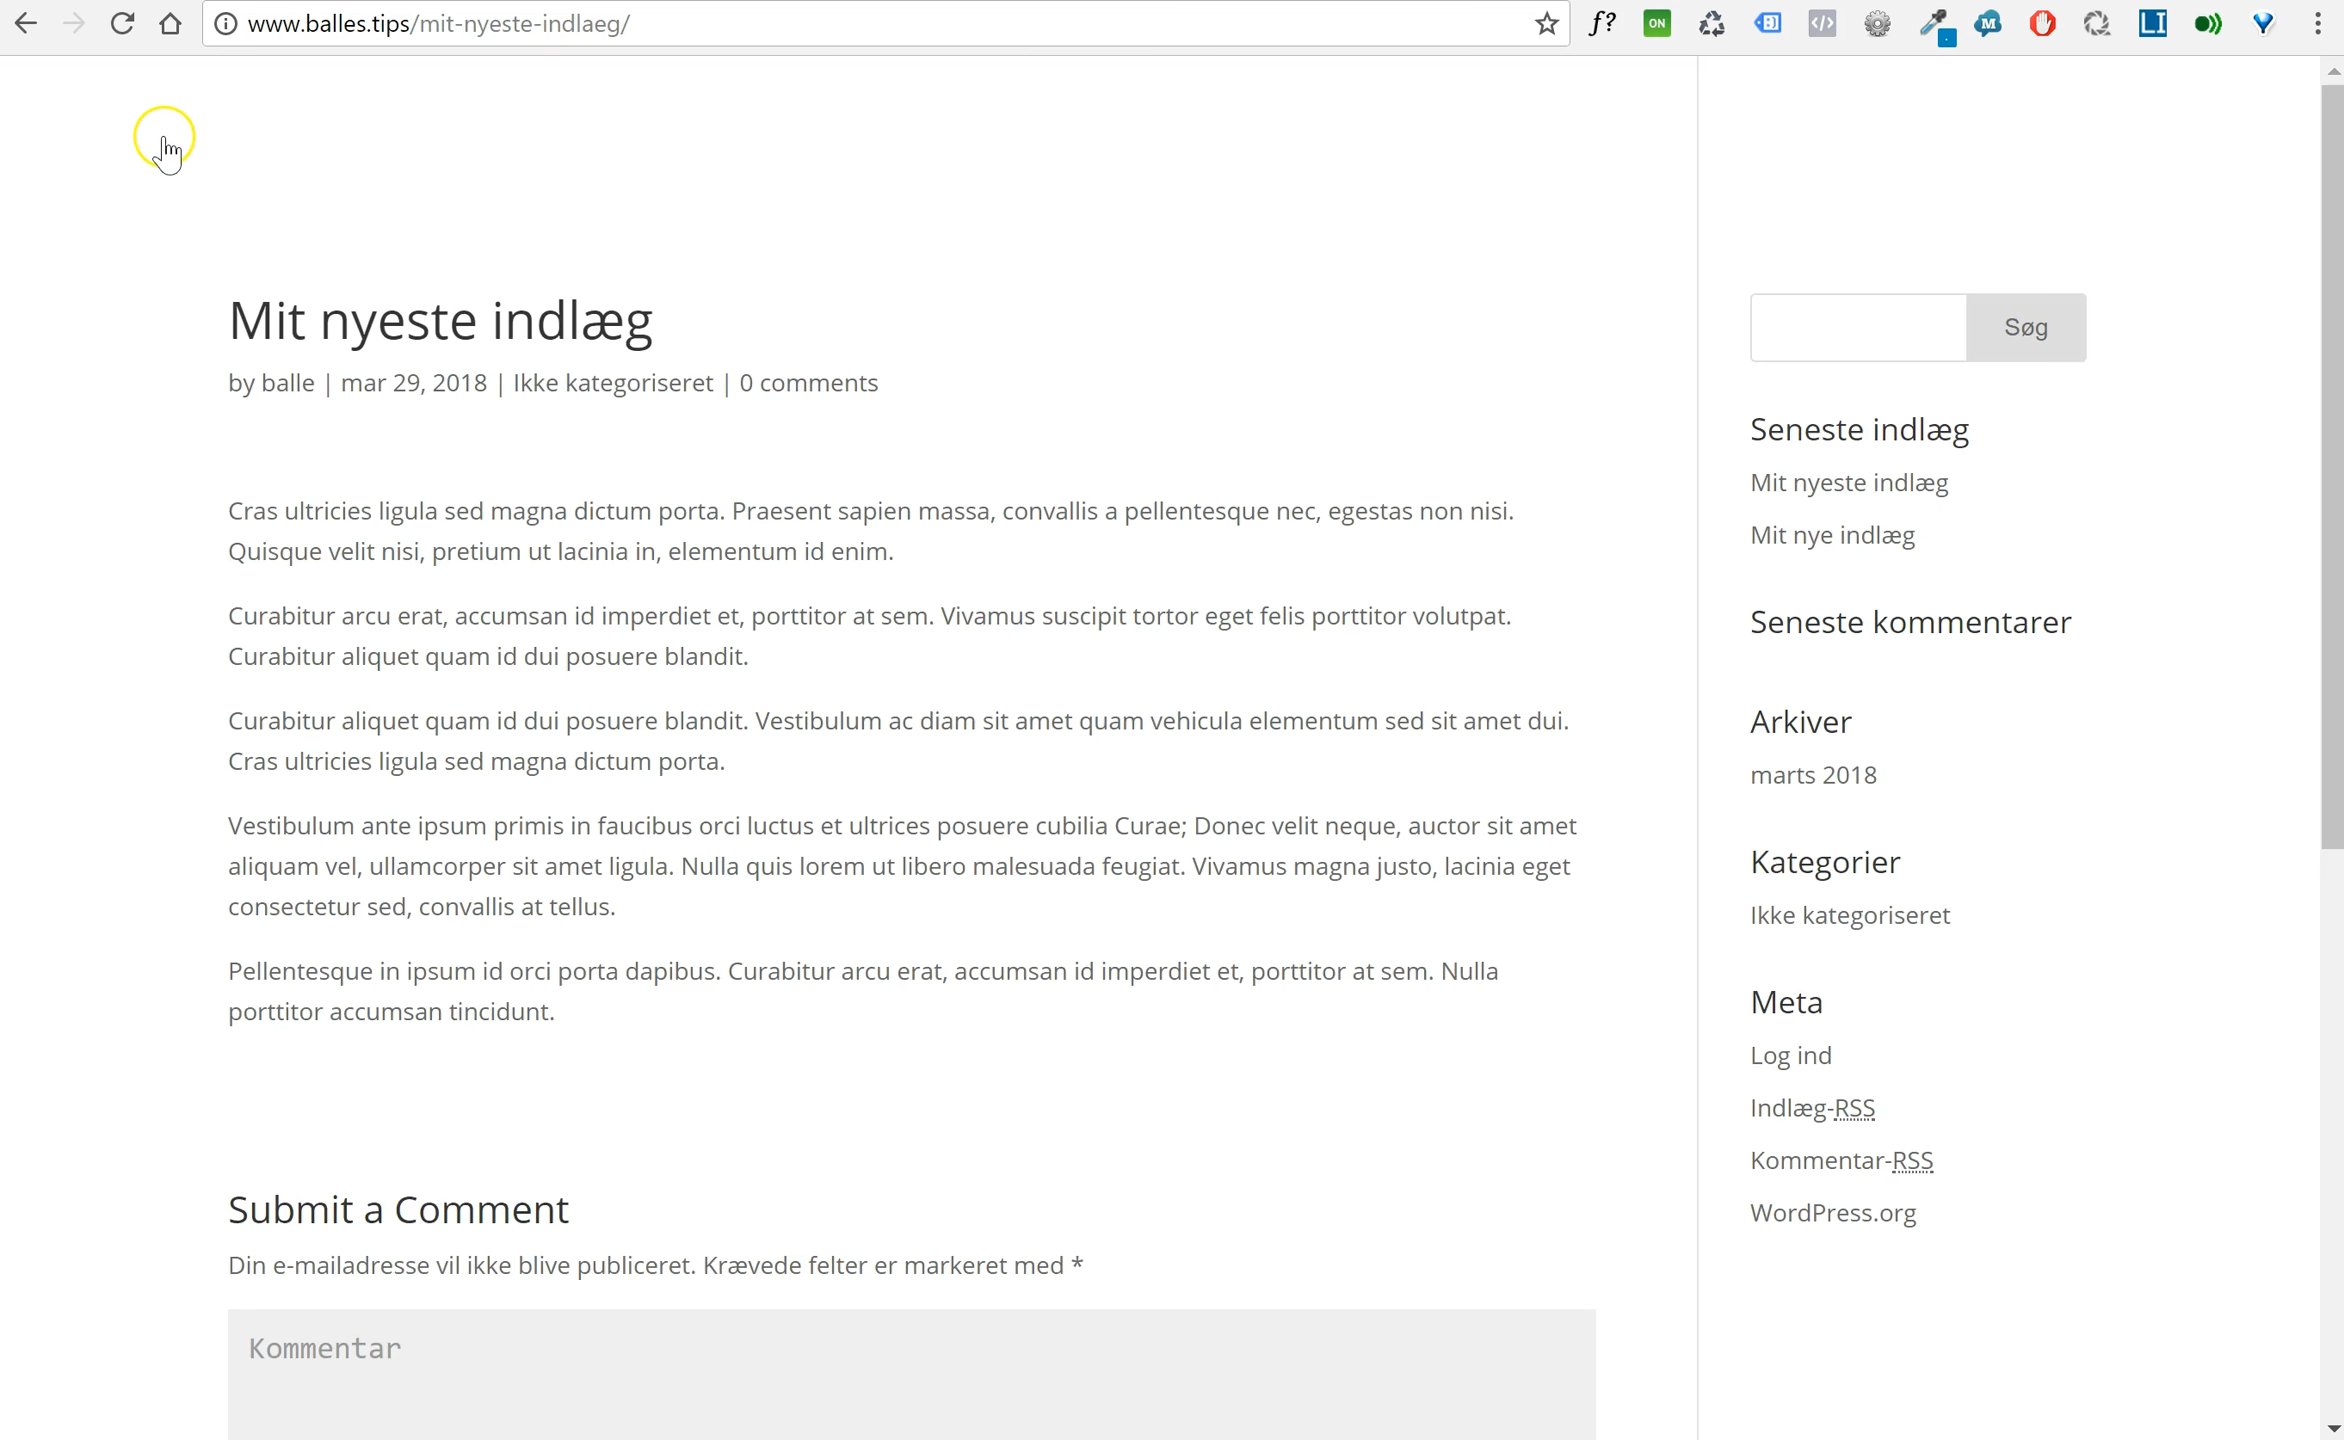 www.balles.tips/mit-nyeste-indlaeg/
f?
ON
M
LI
Mit nyeste indlæg
by balle | mar 29, 2018 | Ikke kategoriseret | 0 comments
Cras ultricies ligula sed magna dictum porta. Praesent sapien massa, convallis a pellentesque nec, egestas non nisi.
Quisque velit nisi, pretium ut lacinia in, elementum id enim.
Curabitur arcu erat, accumsan id imperdiet et, porttitor at sem. Vivamus suscipit tortor eget felis porttitor volutpat.
Curabitur aliquet quam id dui posuere blandit.
Curabitur aliquet quam id dui posuere blandit. Vestibulum ac diam sit amet quam vehicula elementum sed sit amet dui.
Cras ultricies ligula sed magna dictum porta.
Vestibulum ante ipsum primis in faucibus orci luctus et ultrices posuere cubilia Curae; Donec velit neque, auctor sit amet
aliquam vel, ullamcorper sit amet ligula. Nulla quis lorem ut libero malesuada feugiat. Vivamus magna justo, lacinia eget
consectetur sed, convallis at tellus.
Pellentesque in ipsum id orci porta dapibus. Curabitur arcu erat, accumsan id imperdiet et, porttitor at sem. Nulla
porttitor accumsan tincidunt.
Submit a Comment
Din e-mailadresse vil ikke blive publiceret. Krævede felter er markeret med *
Kommentar
Søg
Seneste indlæg
Mit nyeste indlæg
Mit nye indlæg
Seneste kommentarer
Arkiver
marts 2018
Kategorier
Ikke kategoriseret
Meta
Log ind
Indlæg-RSS
Kommentar-RSS
WordPress.org